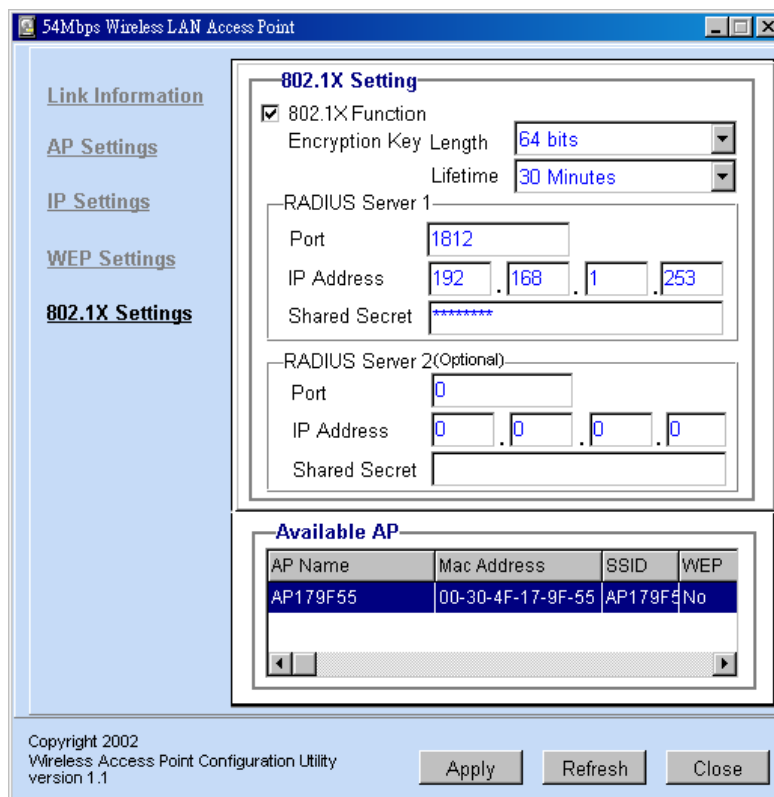 54Mbps Wireless LAN Access Point
Link Information
AP Settings
IP Settings
WEP Settings
802.1X Settings
802.1X Setting
802.1X Function
Encryption Key Length 64 bits
Lifetime 30 Minutes
RADIUS Server 1
Port 1812
IP Address 192 . 168 . 1 . 253
Shared Secret ********
RADIUS Server 2(Optional)
Port 0
IP Address 0 . 0 . 0 . 0
Shared Secret
Available AP
AP Name Mac Address SSID WEP
AP179F55 00-30-4F-17-9F-55 AP179F5 No
Copyright 2002
Wireless Access Point Configuration Utility
version 1.1
Apply Refresh Close